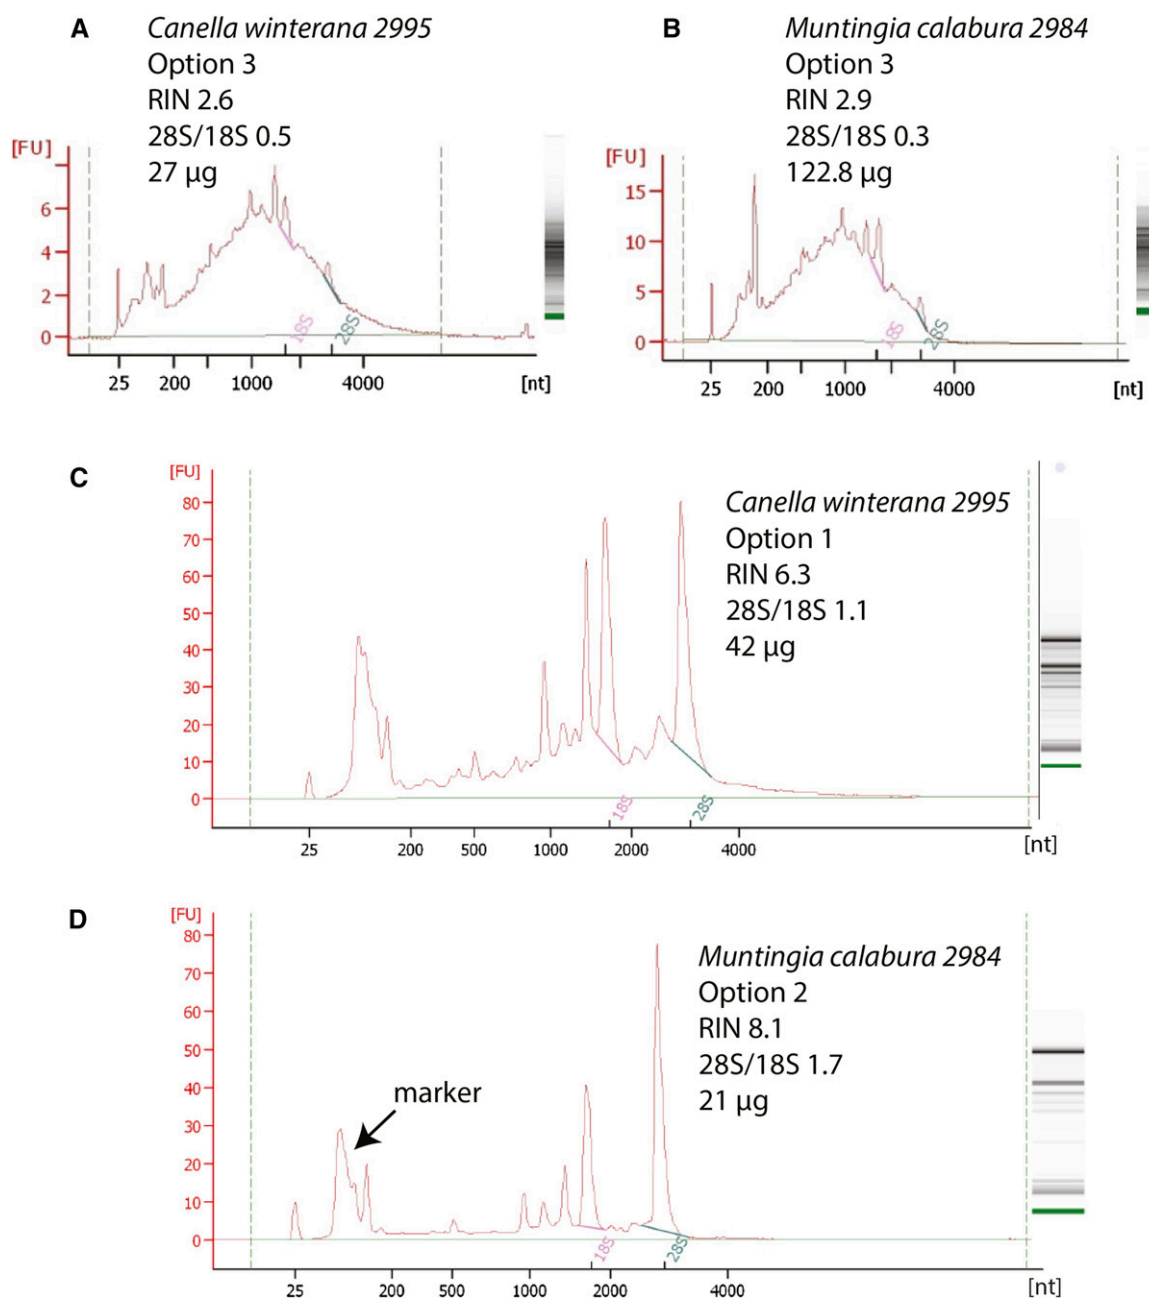 A
Canella winterana 2995
Option 3
RIN 2.6
28S/18S 0.5
27 µg
[FU]
6
4
2
0
18S
28S
25 200 1000 4000 [nt]
B
Muntingia calabura 2984
Option 3
RIN 2.9
28S/18S 0.3
122.8 µg
[FU]
15
10
5
0
18S
28S
25 200 1000 4000 [nt]
C
[FU]
80
70
60
50
40
30
20
10
0
Canella winterana 2995
Option 1
RIN 6.3
28S/18S 1.1
42 µg
18S
28S
25 200 500 1000 2000 4000 [nt]
D
[FU]
80
70
60
50
40
30
20
10
0
Muntingia calabura 2984
Option 2
RIN 8.1
28S/18S 1.7
21 µg
marker
18S
28S
25 200 500 1000 2000 4000 [nt]